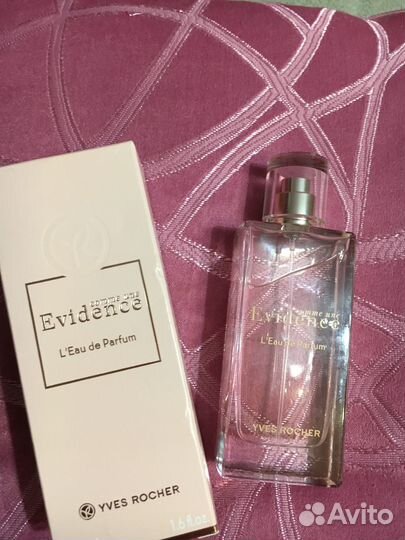 comme une
Evidence
L'Eau de Parfum
YVES ROCHER
1.6 fl.oz.
comme une
Evidence
L'Eau de Parfum
YVES ROCHER
Avito